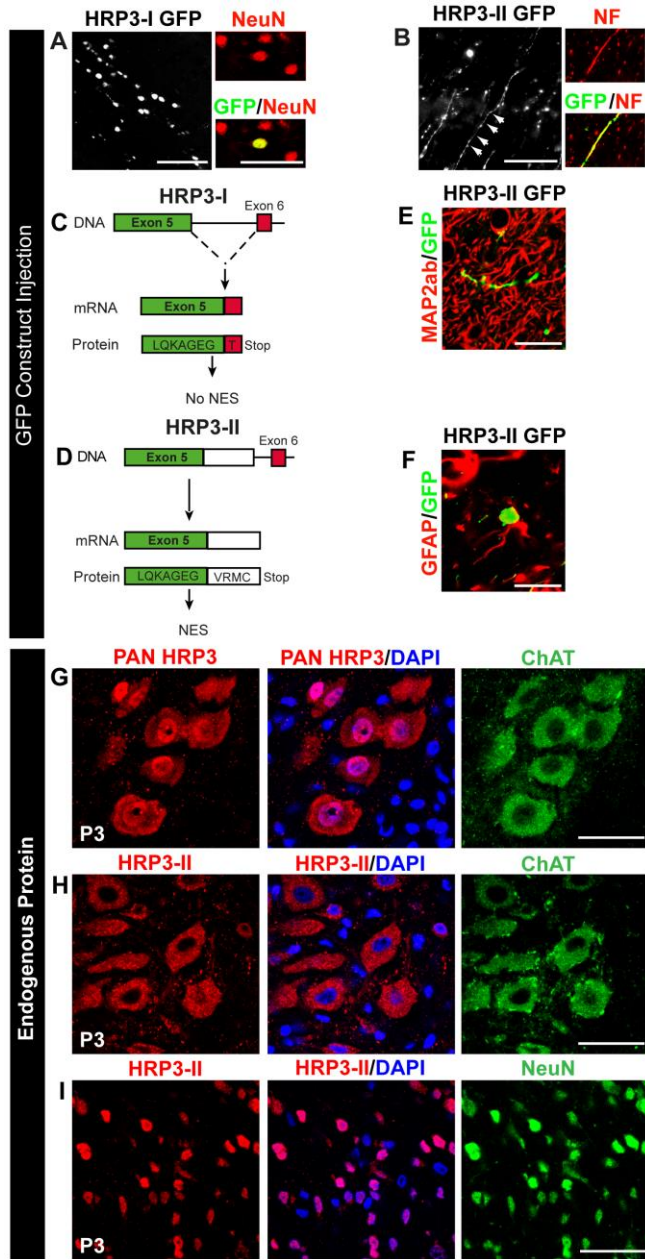 GFP Construct Injection
A
HRP3-I GFP
NeuN
GFP/NeuN
B
HRP3-II GFP
NF
GFP/NF
C
HRP3-I
DNA
Exon 5
Exon 6
mRNA
Exon 5
Protein
LQKAGEG
T
Stop
No NES
D
HRP3-II
DNA
Exon 5
Exon 6
mRNA
Exon 5
Protein
LQKAGEG
VRMC
Stop
NES
E
HRP3-II GFP
MAP2ab/GFP
F
HRP3-II GFP
GFAP/GFP
Endogenous Protein
G
PAN HRP3
PAN HRP3/DAPI
ChAT
P3
H
HRP3-II
HRP3-II/DAPI
ChAT
P3
I
HRP3-II
HRP3-II/DAPI
NeuN
P3